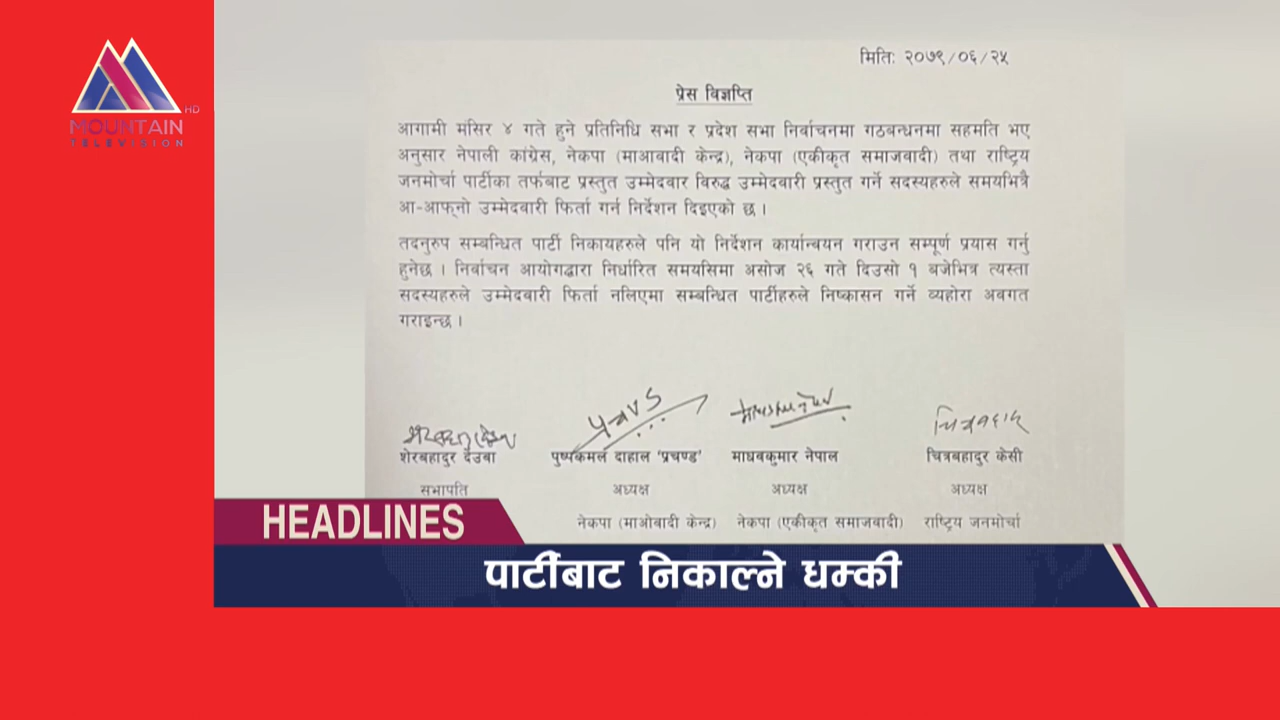 HD
MOUNTAIN
TELEVISION
मितिः २०७९/०६/२५
प्रेस विज्ञप्ति
आगामी मंसिर ४ गते हुने प्रतिनिधि सभा र प्रदेश सभा निर्वाचनमा गठबन्धनमा सहमति भए
अनुसार नेपाली कांग्रेस, नेकपा (माआवादी केन्द्र), नेकपा (एकीकृत समाजवादी) तथा राष्ट्रिय
जनमोर्चा पार्टीका तर्फबाट प्रस्तुत उम्मेदवार विरुद्ध उम्मेदवारी प्रस्तुत गर्ने सदस्यहरुले समयभित्रै
आ-आफ्‌नो उम्मेदवारी फिर्ता गर्न निर्देशन दिइएको छ ।
तदनुरुप सम्बन्धित पार्टी निकायहरुले पनि यो निर्देशन कार्यान्वयन गराउन सम्पूर्ण प्रयास गर्नु
हुनेछ । निर्वाचन आयोगद्वारा निर्धारित समयसिमा असोज २६ गते दिउसो १ बजेभित्र त्यस्ता
सदस्यहरुले उम्मेदवारी फिर्ता नलिएमा सम्बन्धित पार्टीहरुले निष्कासन गर्ने व्यहोरा अवगत
गराइन्छ ।
शेरबहादुर देउवा पुष्पकमल दाहाल 'प्रचण्ड' माधवकुमार नेपाल चित्रबहादुर केसी
सभापति अध्यक्ष अध्यक्ष अध्यक्ष
नेकपा (माओवादी केन्द्र) नेकपा (एकीकृत समाजवादी) राष्ट्रिय जनमोर्चा
HEADLINES
पार्टीबाट निकाल्ने धम्की